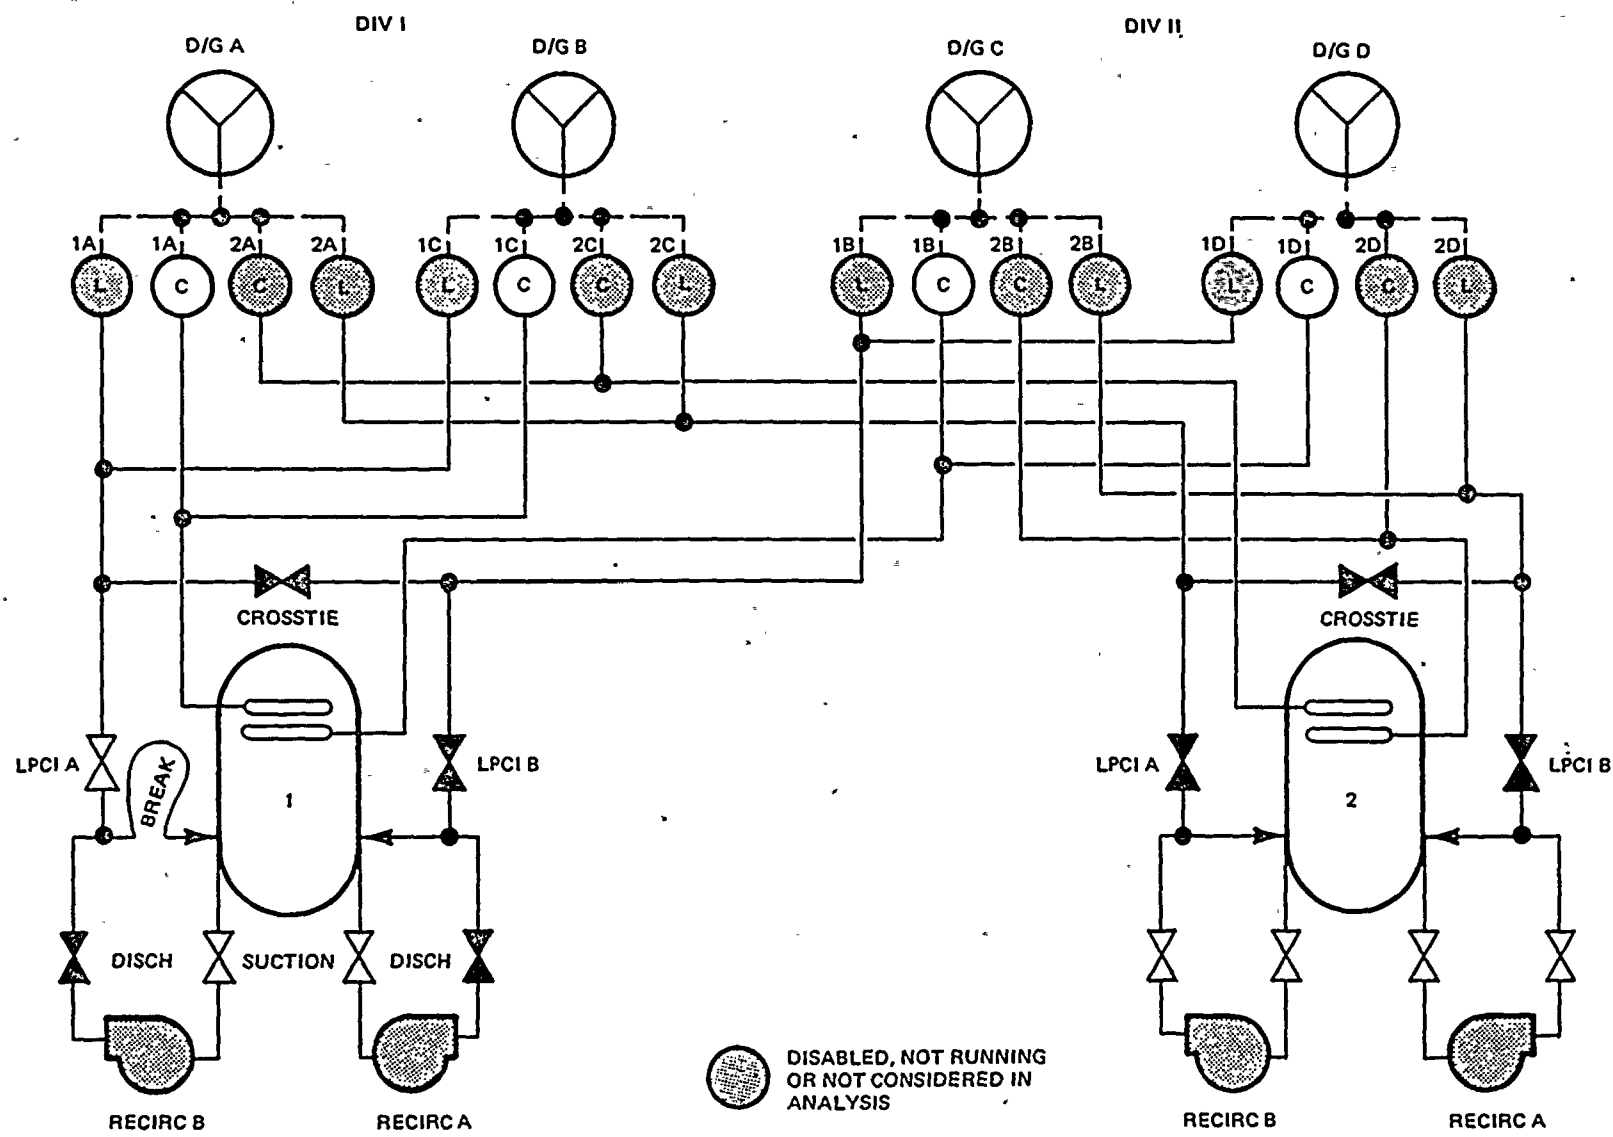 DIV I
DIV II
D/G A
D/G B
D/G C
D/G D
1A 1A 2A 2A 1C 1C 2C 2C 1B 1B 2B 2B 1D 1D 2D 2D
L C C L L C C L L C C L L C C L
CROSSTIE
CROSSTIE
LPCI A
BREAK
1
LPCI B
LPCI A
2
LPCI B
DISCH
SUCTION
DISCH
RECIRC B
RECIRC A
DISABLED, NOT RUNNING
OR NOT CONSIDERED IN
ANALYSIS
RECIRC B
RECIRC A